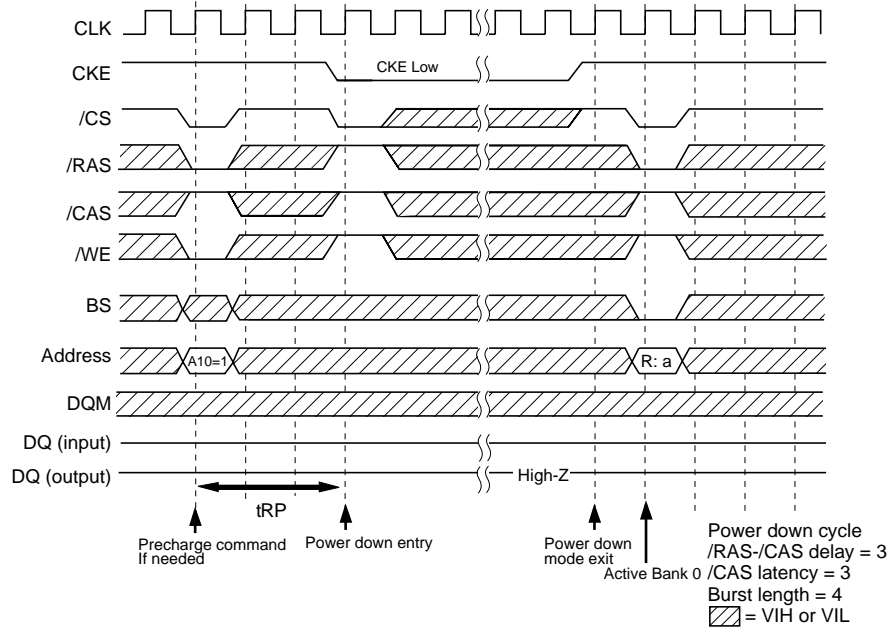 CLK
CKE
CKE Low
/CS
/RAS
/CAS
/WE
BS
Address
A10=1
R: a
DQM
DQ (input)
DQ (output)
High-Z
tRP
Precharge command
If needed
Power down entry
Power down
mode exit
Active Bank 0
Power down cycle
/RAS-/CAS delay = 3
/CAS latency = 3
Burst length = 4
= VIH or VIL